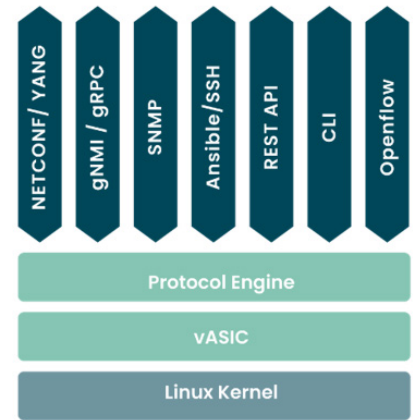 NETCONF/ YANG
gNMI / gRPC
SNMP
Ansible/SSH
REST API
CLI
Openflow
Protocol Engine
vASIC
Linux Kernel